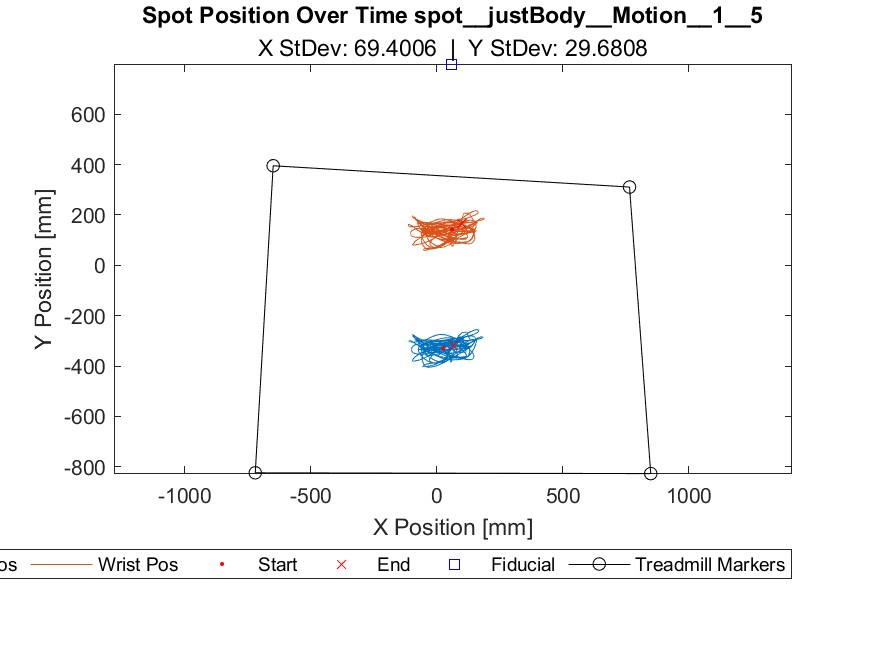 Spot Position Over Time spot__justBody__Motion__1__5
X StDev: 69.4006 | Y StDev: 29.6808
600
400
200
0
-200
-400
-600
-800
Y Position [mm]
-1000 -500 0 500 1000
X Position [mm]
os Wrist Pos Start End Fiducial Treadmill Markers